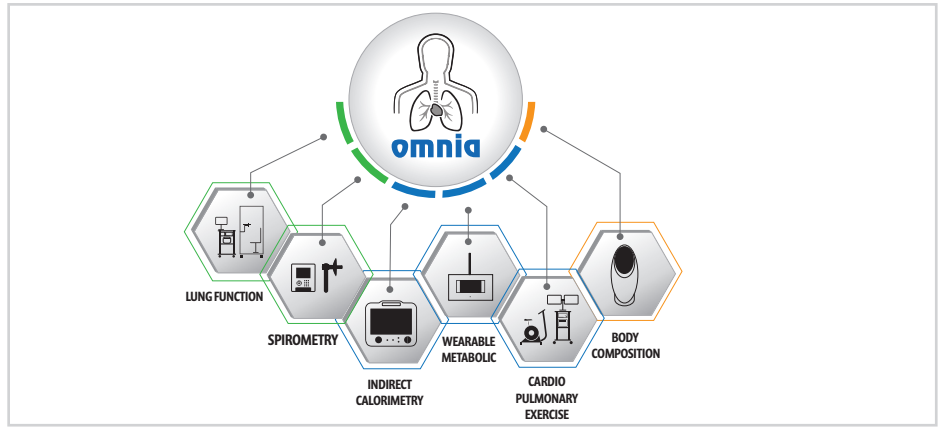 omnia
LUNG FUNCTION
SPIROMETRY
INDIRECT
CALORIMETRY
WEARABLE
METABOLIC
CARDIO
PULMONARY
EXERCISE
BODY
COMPOSITION